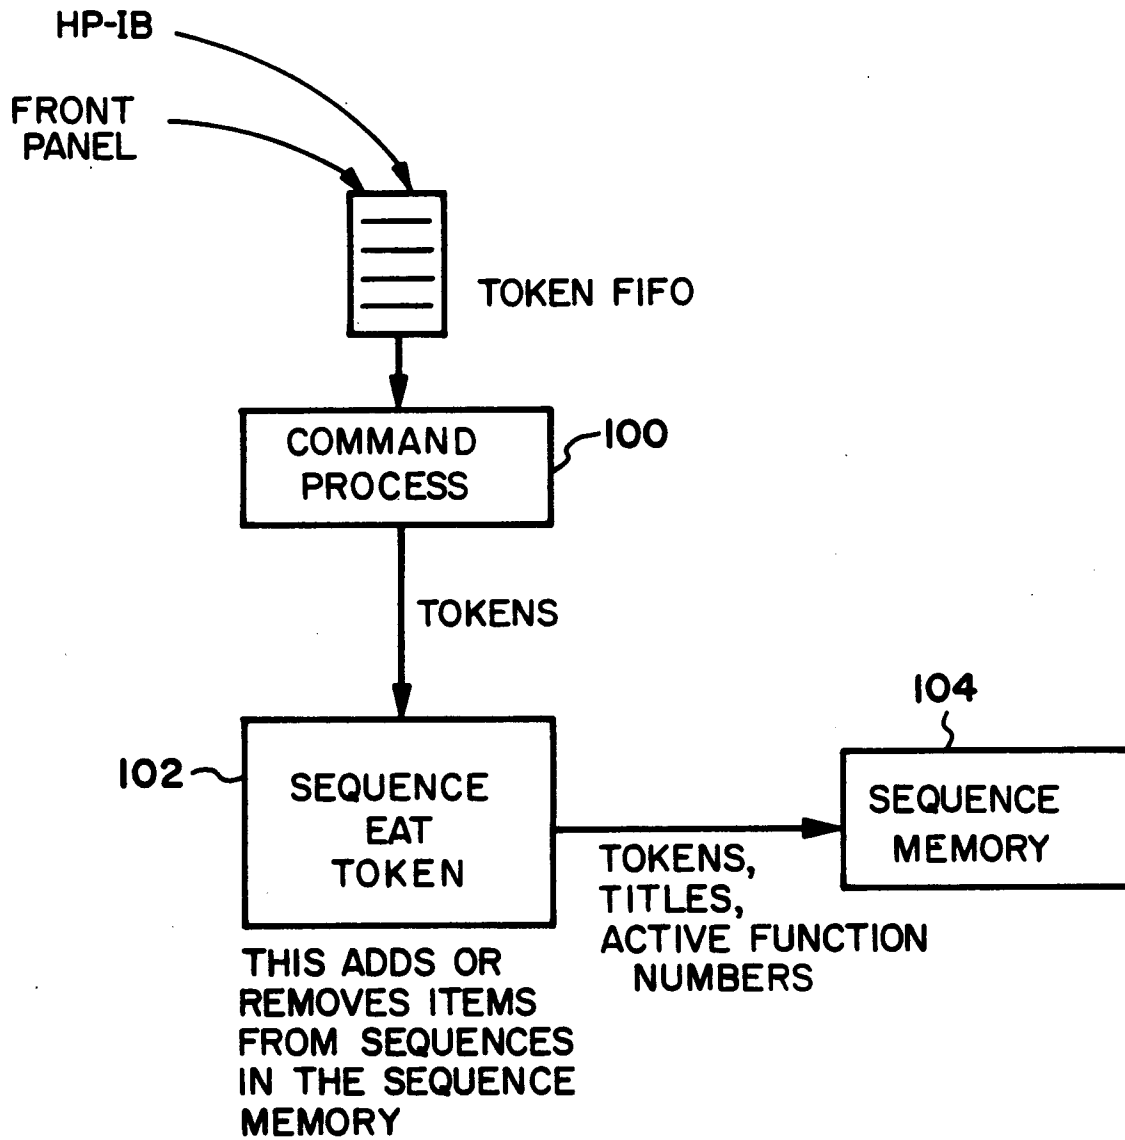 HP-IB
FRONT
PANEL
TOKEN FIFO
COMMAND
PROCESS
100
TOKENS
104
102
SEQUENCE
EAT
TOKEN
SEQUENCE
MEMORY
TOKENS,
TITLES,
ACTIVE FUNCTION
NUMBERS
THIS ADDS OR
REMOVES ITEMS
FROM SEQUENCES
IN THE SEQUENCE
MEMORY